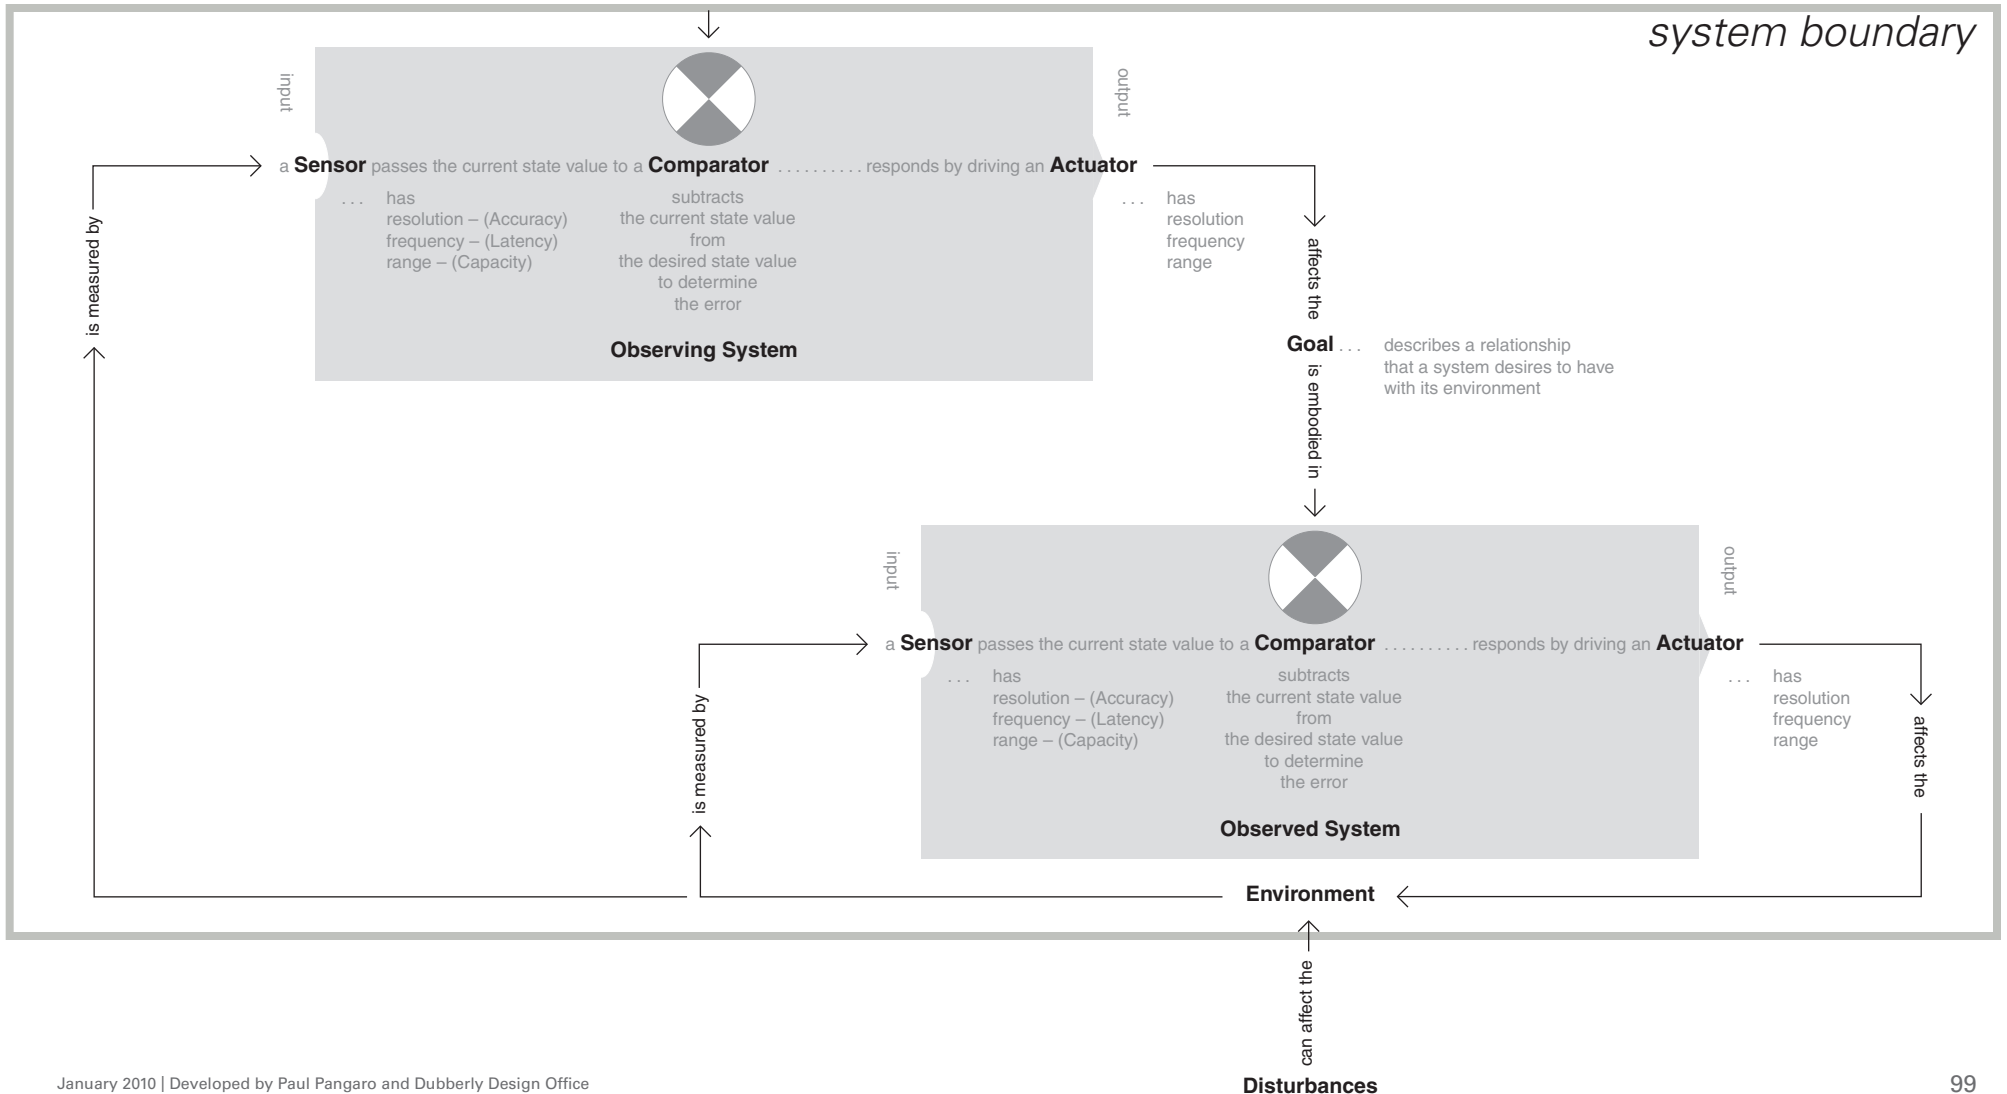 system boundary
input
output
a Sensor passes the current state value to a Comparator .......... responds by driving an Actuator
... has
resolution – (Accuracy)
frequency – (Latency)
range – (Capacity)
subtracts
the current state value
from
the desired state value
to determine
the error
... has
resolution
frequency
range
Observing System
is measured by
affects the
Goal ... describes a relationship
that a system desires to have
with its environment
is embodied in
input
output
a Sensor passes the current state value to a Comparator .......... responds by driving an Actuator
... has
resolution – (Accuracy)
frequency – (Latency)
range – (Capacity)
subtracts
the current state value
from
the desired state value
to determine
the error
... has
resolution
frequency
range
Observed System
is measured by
affects the
Environment
can affect the
Disturbances
January 2010 | Developed by Paul Pangaro and Dubberly Design Office
99